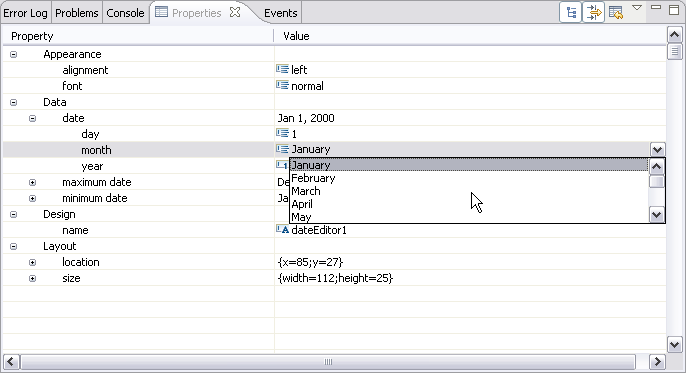 Error Log Problems Console Properties Events
Property Value
Appearance
alignment left
font normal
Data
date Jan 1, 2000
day 1
month January
year 1
January
February
March
April
May
maximum date De
minimum date Ja
Design
name A dateEditor1
Layout
location {x=85;y=27}
size {width=112;height=25}